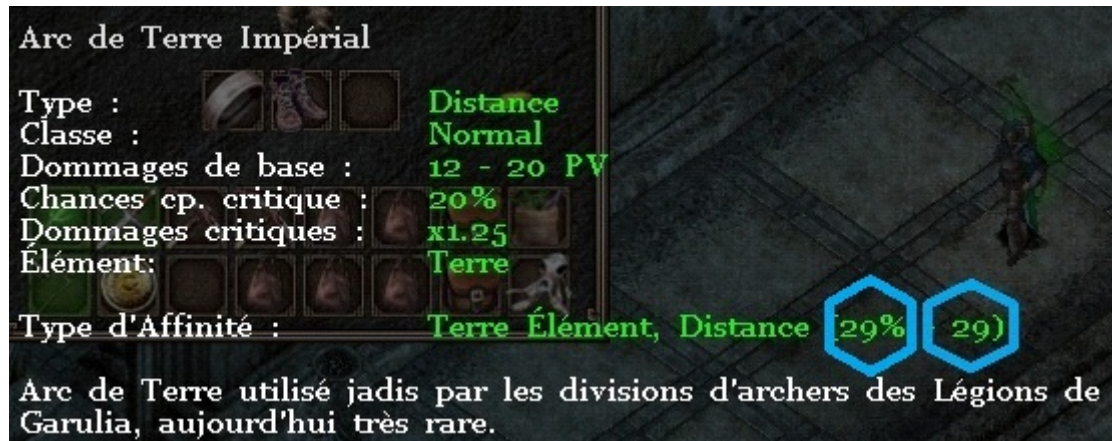 Arc de Terre Impérial
Type : Distance
Classe : Normal
Dommages de base : 12 - 20 PV
Chances cp. critique : 20%
Dommages critiques : x1.25
Élément: Terre
Type d'Affinité : Terre Élément, Distance (29% - 29)
Arc de Terre utilisé jadis par les divisions d'archers des Légions de
Garulia, aujourd'hui très rare.